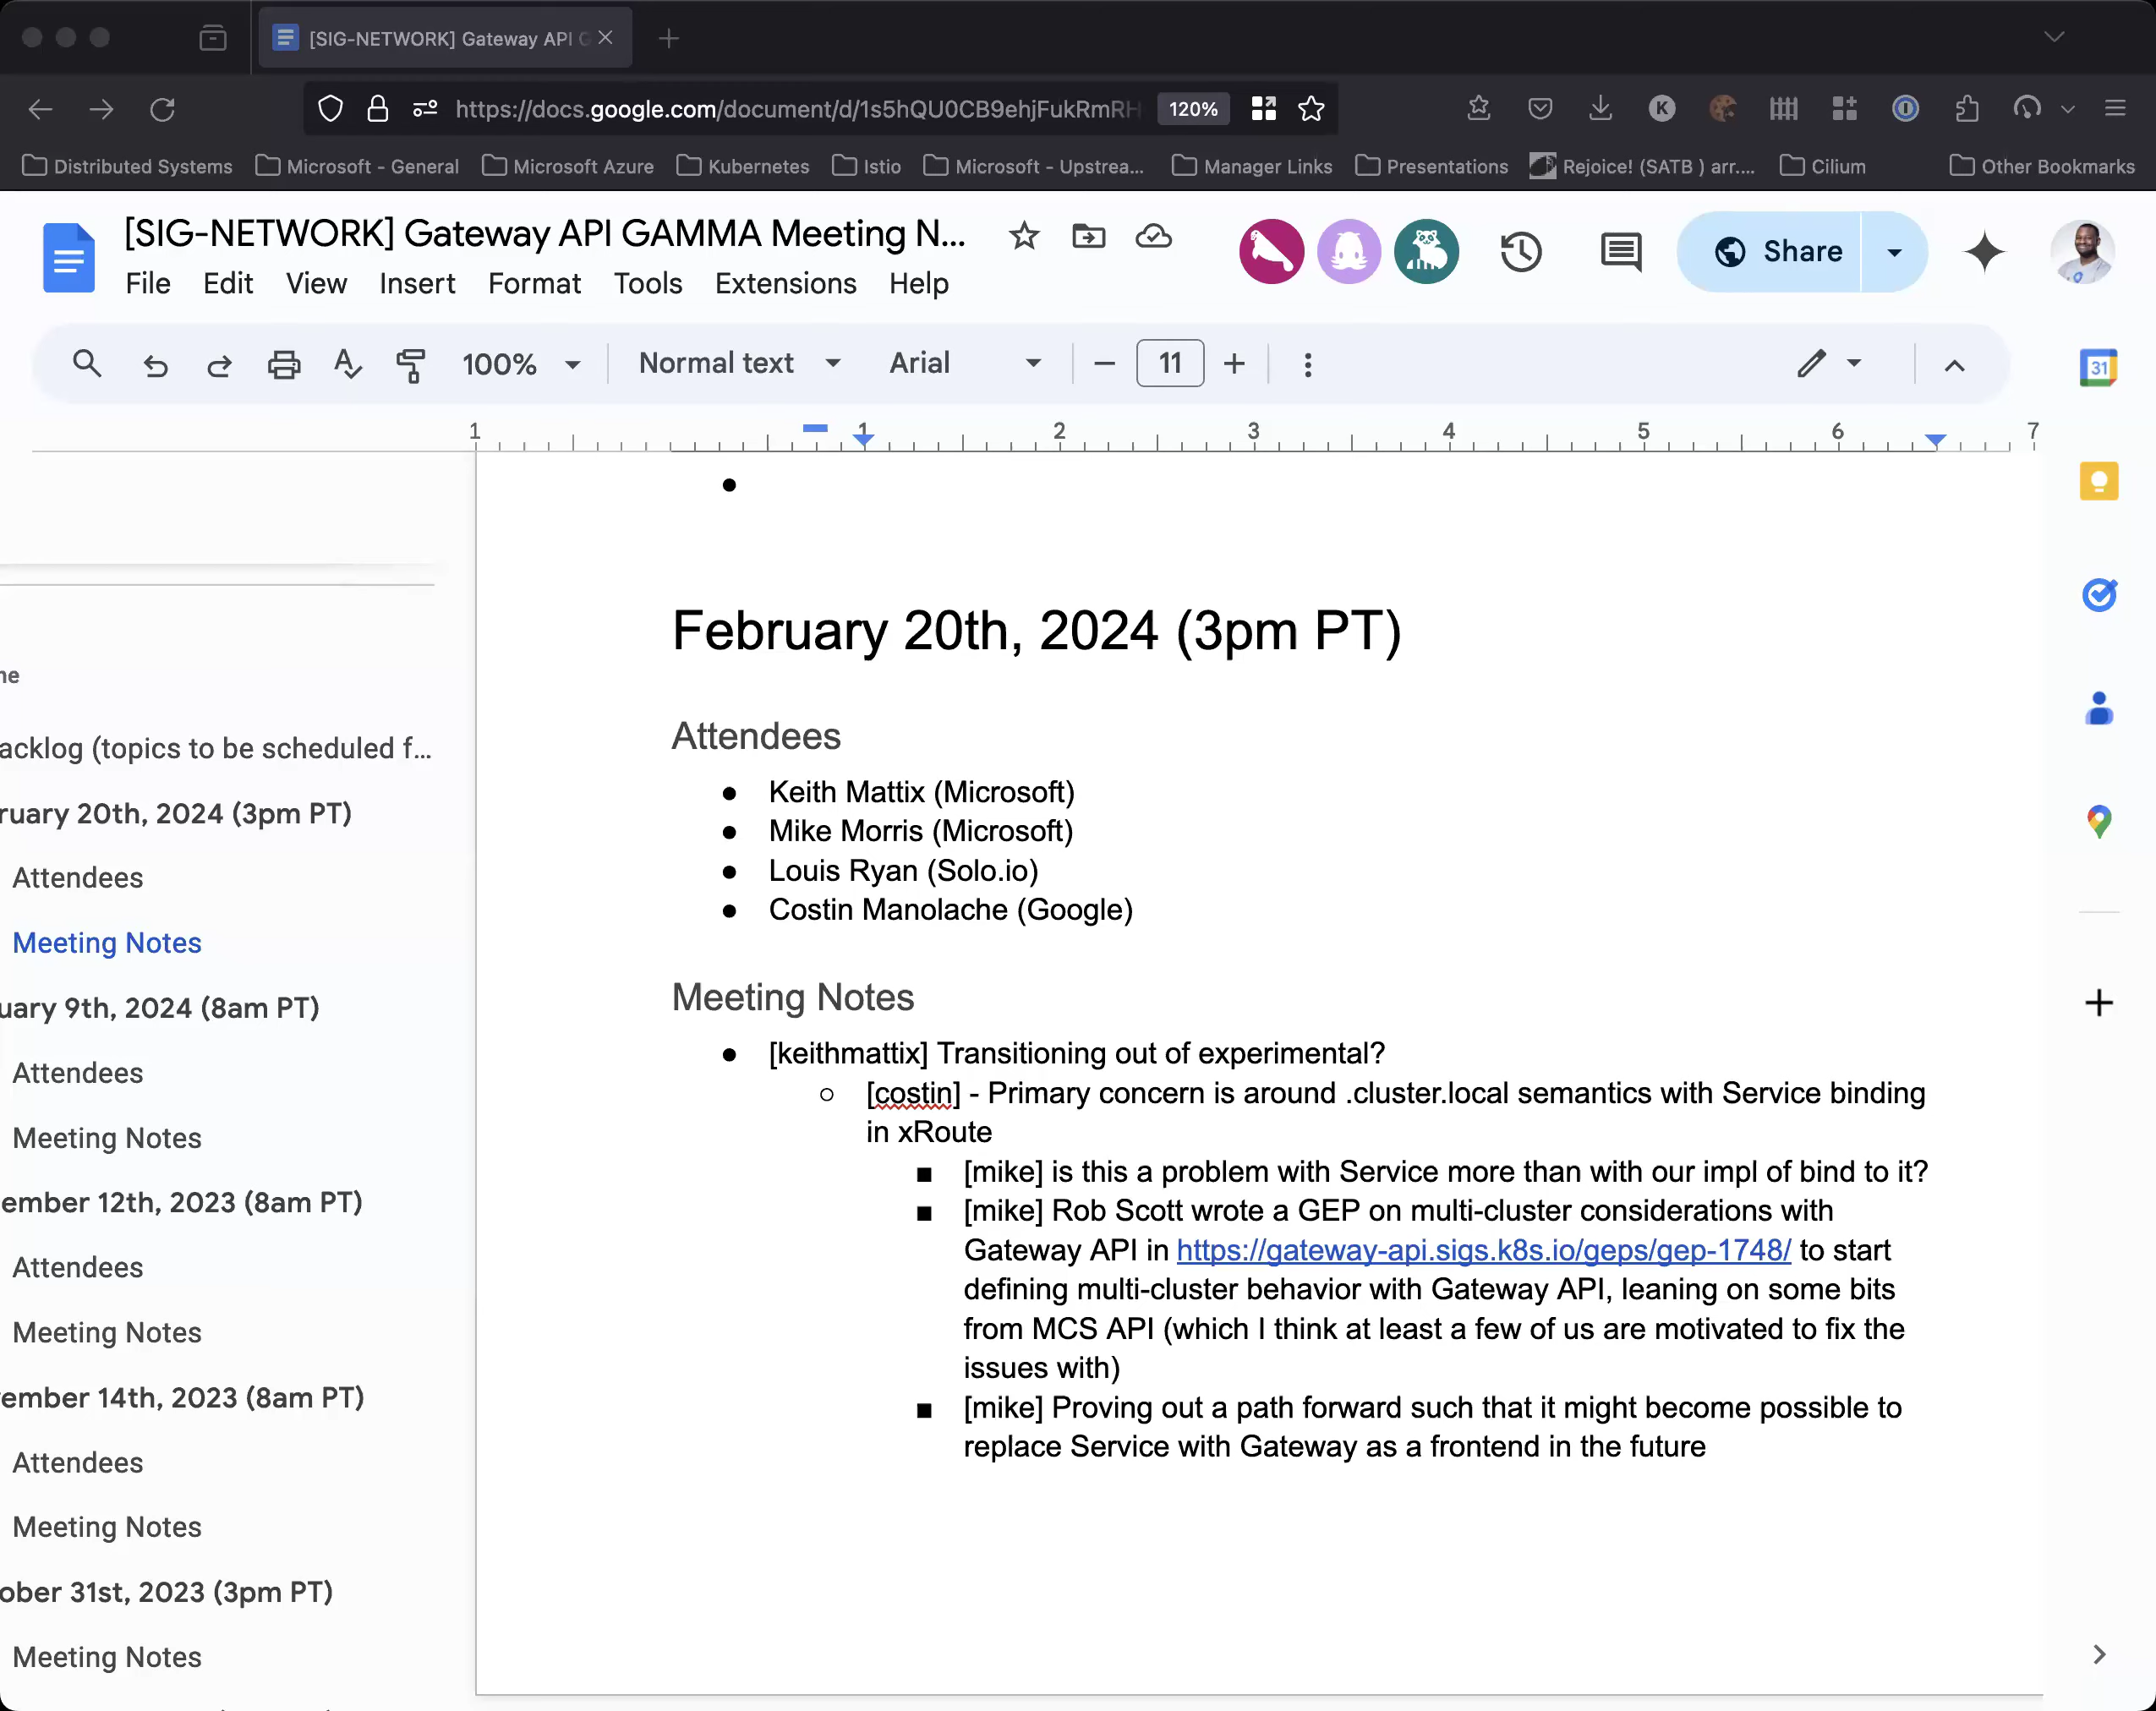 [SIG-NETWORK] Gateway API G
https://docs.google.com/document/d/1s5hQU0CB9ehjFukRmRH
120%
K
Distributed Systems
Microsoft - General
Microsoft Azure
Kubernetes
Istio
Microsoft - Upstrea...
Manager Links
Presentations
Rejoice! (SATB ) arr....
Cilium
Other Bookmarks
[SIG-NETWORK] Gateway API GAMMA Meeting N...
Share
File Edit View Insert Format Tools Extensions Help
100%
Normal text
Arial
11
31
1 1 2 3 4 5 6 7
February 20th, 2024 (3pm PT)
Attendees
Keith Mattix (Microsoft)
Mike Morris (Microsoft)
Louis Ryan (Solo.io)
Costin Manolache (Google)
Meeting Notes
[keithmattix] Transitioning out of experimental?
[costin] - Primary concern is around .cluster.local semantics with Service binding
in xRoute
[mike] is this a problem with Service more than with our impl of bind to it?
[mike] Rob Scott wrote a GEP on multi-cluster considerations with
Gateway API in https://gateway-api.sigs.k8s.io/geps/gep-1748/ to start
defining multi-cluster behavior with Gateway API, leaning on some bits
from MCS API (which I think at least a few of us are motivated to fix the
issues with)
[mike] Proving out a path forward such that it might become possible to
replace Service with Gateway as a frontend in the future
ne
acklog (topics to be scheduled f...
ruary 20th, 2024 (3pm PT)
Attendees
Meeting Notes
uary 9th, 2024 (8am PT)
Attendees
Meeting Notes
ember 12th, 2023 (8am PT)
Attendees
Meeting Notes
ember 14th, 2023 (8am PT)
Attendees
Meeting Notes
ober 31st, 2023 (3pm PT)
Meeting Notes